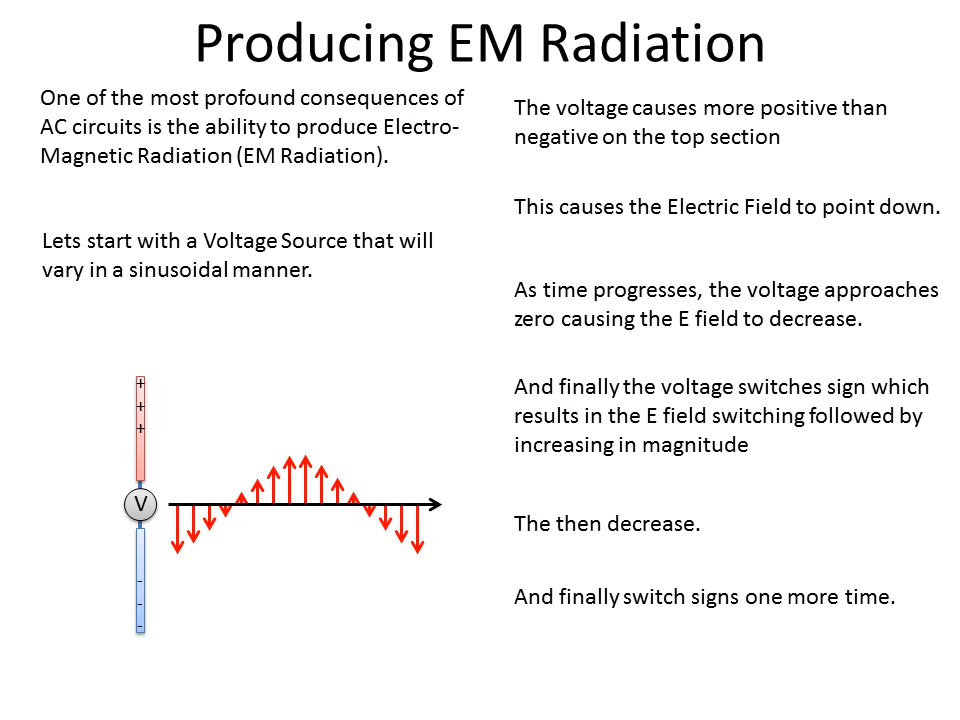 Producing EM Radiation
One of the most profound consequences of
AC circuits is the ability to produce Electro-
Magnetic Radiation (EM Radiation).
Lets start with a Voltage Source that will
vary in a sinusoidal manner.
+
+
+
V
-
-
-
The voltage causes more positive than
negative on the top section
This causes the Electric Field to point down.
As time progresses, the voltage approaches
zero causing the E field to decrease.
And finally the voltage switches sign which
results in the E field switching followed by
increasing in magnitude
The then decrease.
And finally switch signs one more time.